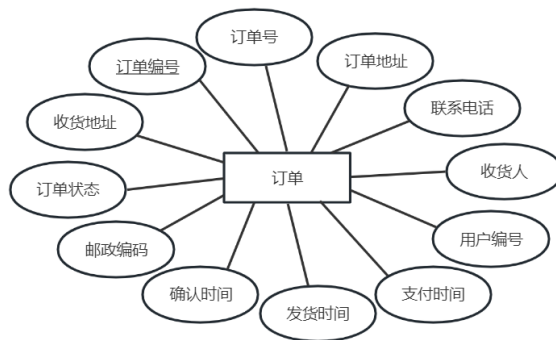 订单号
订单编号
订单地址
联系电话
收货地址
收货人
订单
订单状态
用户编号
邮政编码
确认时间
支付时间
发货时间